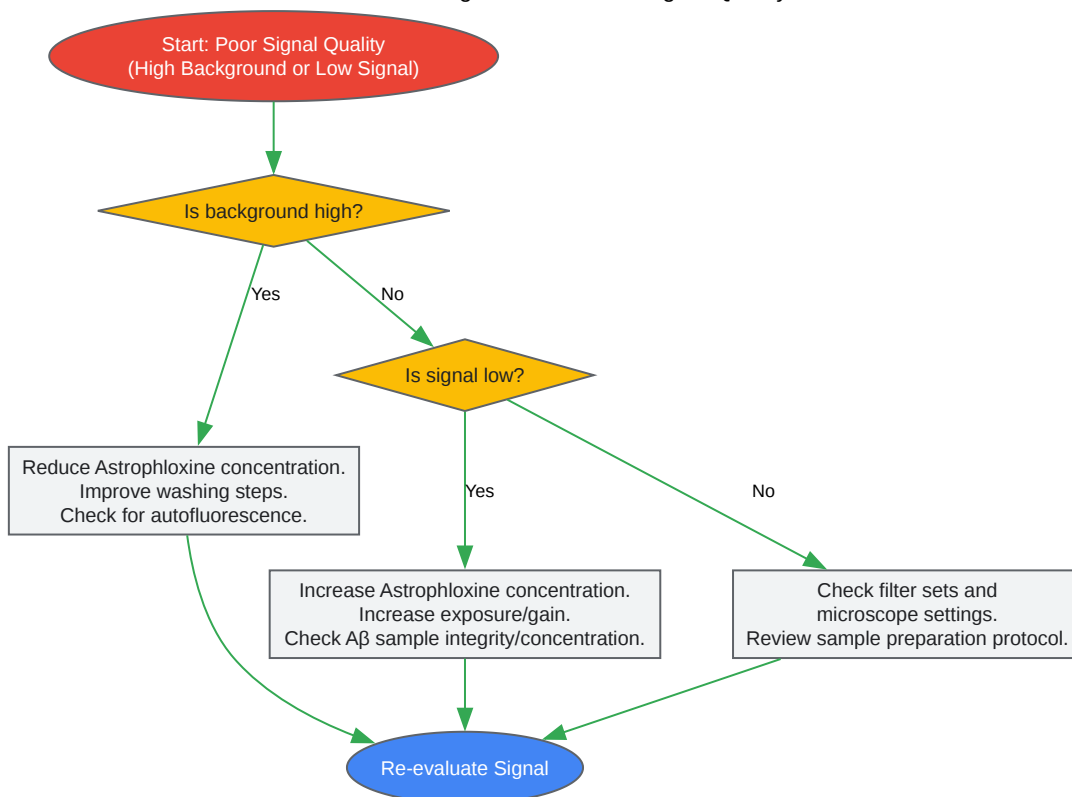 Start: Poor Signal Quality
(High Background or Low Signal)
Is background high?
Yes
No
Is signal low?
Reduce Astrophloxine concentration.
Improve washing steps.
Check for autofluorescence.
Yes
No
Increase Astrophloxine concentration.
Increase exposure/gain.
Check Aβ sample integrity/concentration.
Check filter sets and
microscope settings.
Review sample preparation protocol.
Re-evaluate Signal